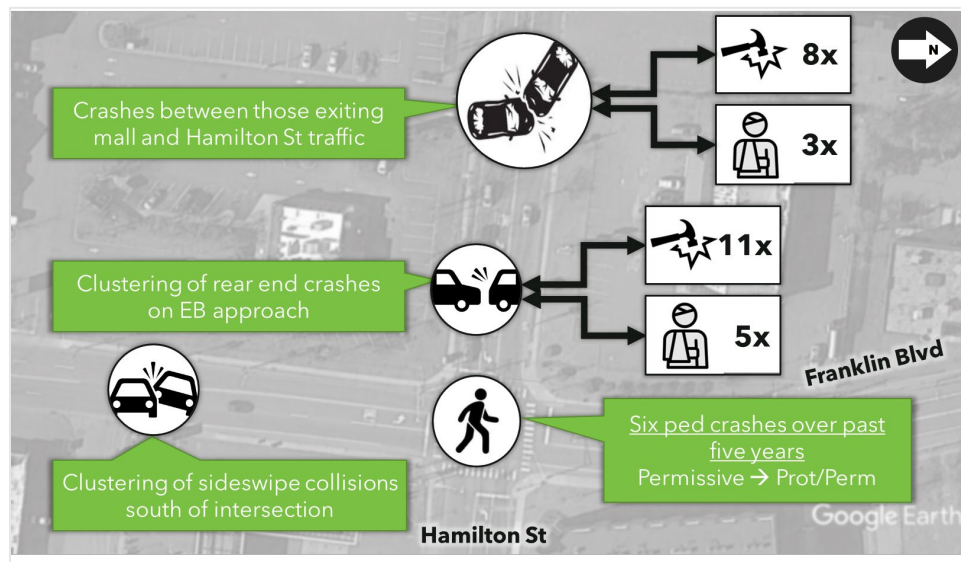 N
8x
Crashes between those exiting
mall and Hamilton St traffic
3x
11x
Clustering of rear end crashes
on EB approach
5x
Franklin Blvd
Six ped crashes over past
five years
Permissive → Prot/Perm
Clustering of sideswipe collisions
south of intersection
Google Earth
Hamilton St